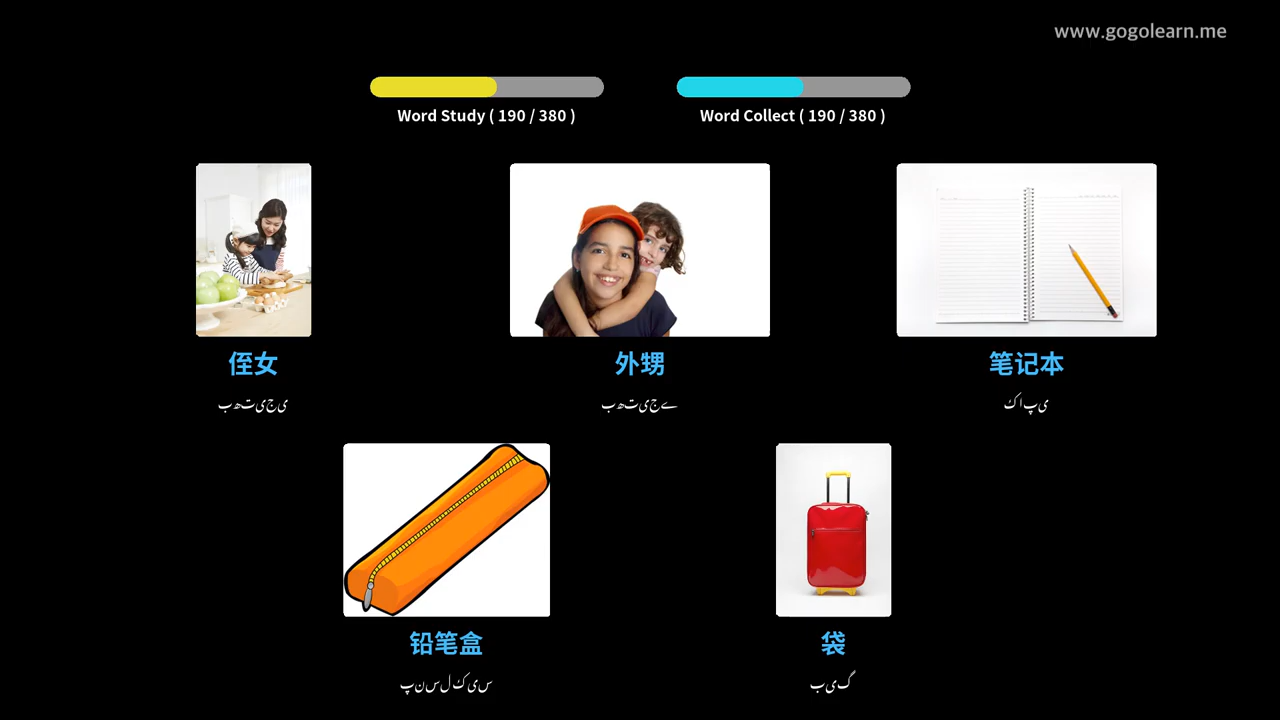 www.gogolearn.me
Word Study ( 190 / 380 )
Word Collect ( 190 / 380 )
侄女
بھتیجی
外甥
بھتیجے
笔记本
کاپی
铅笔盒
پنسل کیس
袋
بیگ